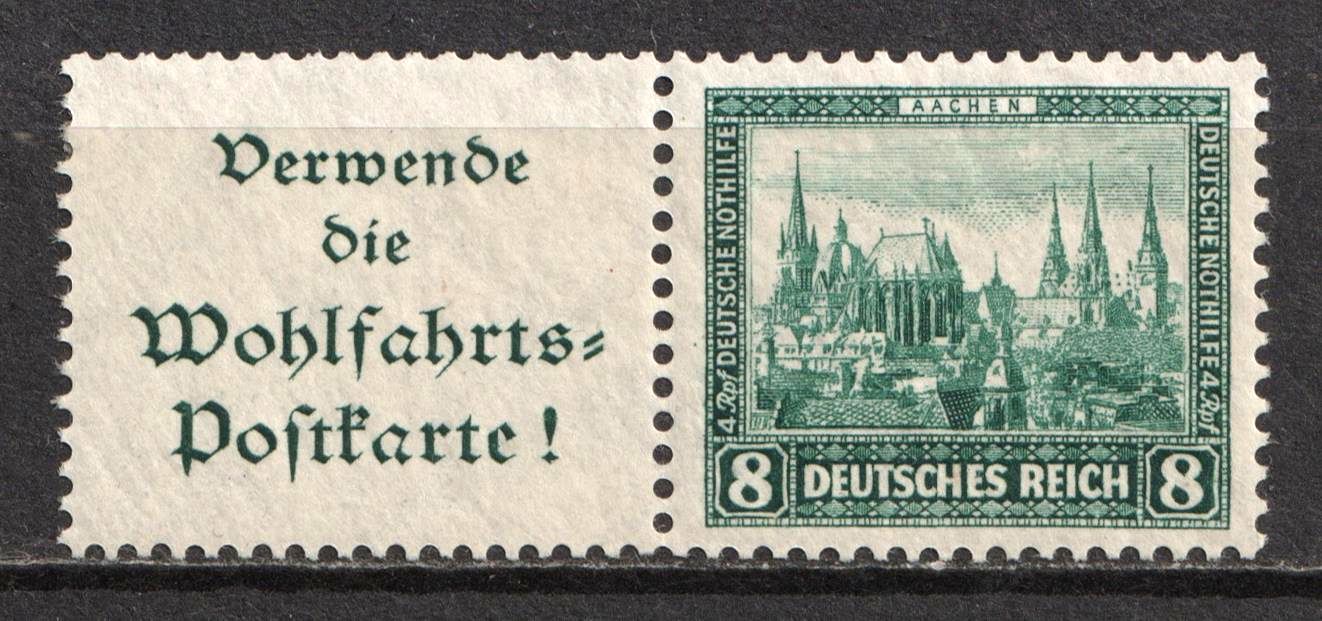 Verwende
die
Wohlfahrts=
Poſtkarte!
AACHEN
4 Rpf DEUTSCHE NOTHILFE
DEUTSCHE NOTHILFE 4 Rpf
8 DEUTSCHES REICH 8